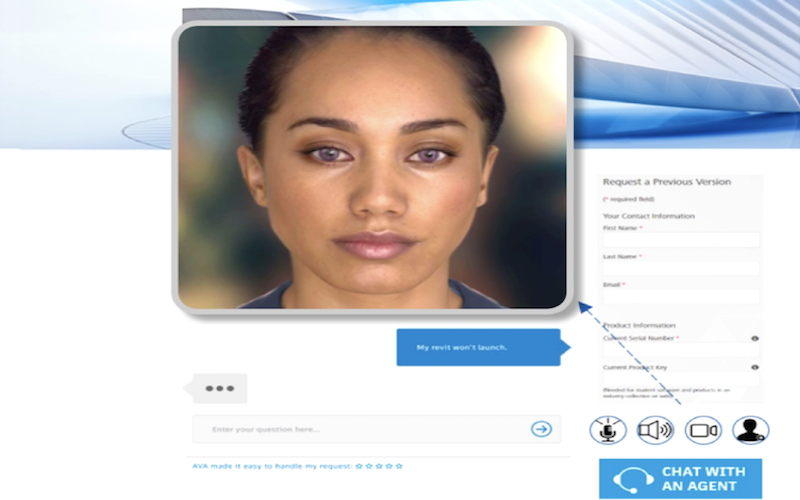 Request a Previous Version
(* required field)
Your Contact Information
First Name *
Last Name *
Email *
Product Information
Current Serial Number *
Current Product Key
(Needed for student software and products in an
industry collection or suite)
My revit won't launch.
Enter your question here...
AVA made it easy to handle my request: ☆☆☆☆☆
CHAT WITH
AN AGENT